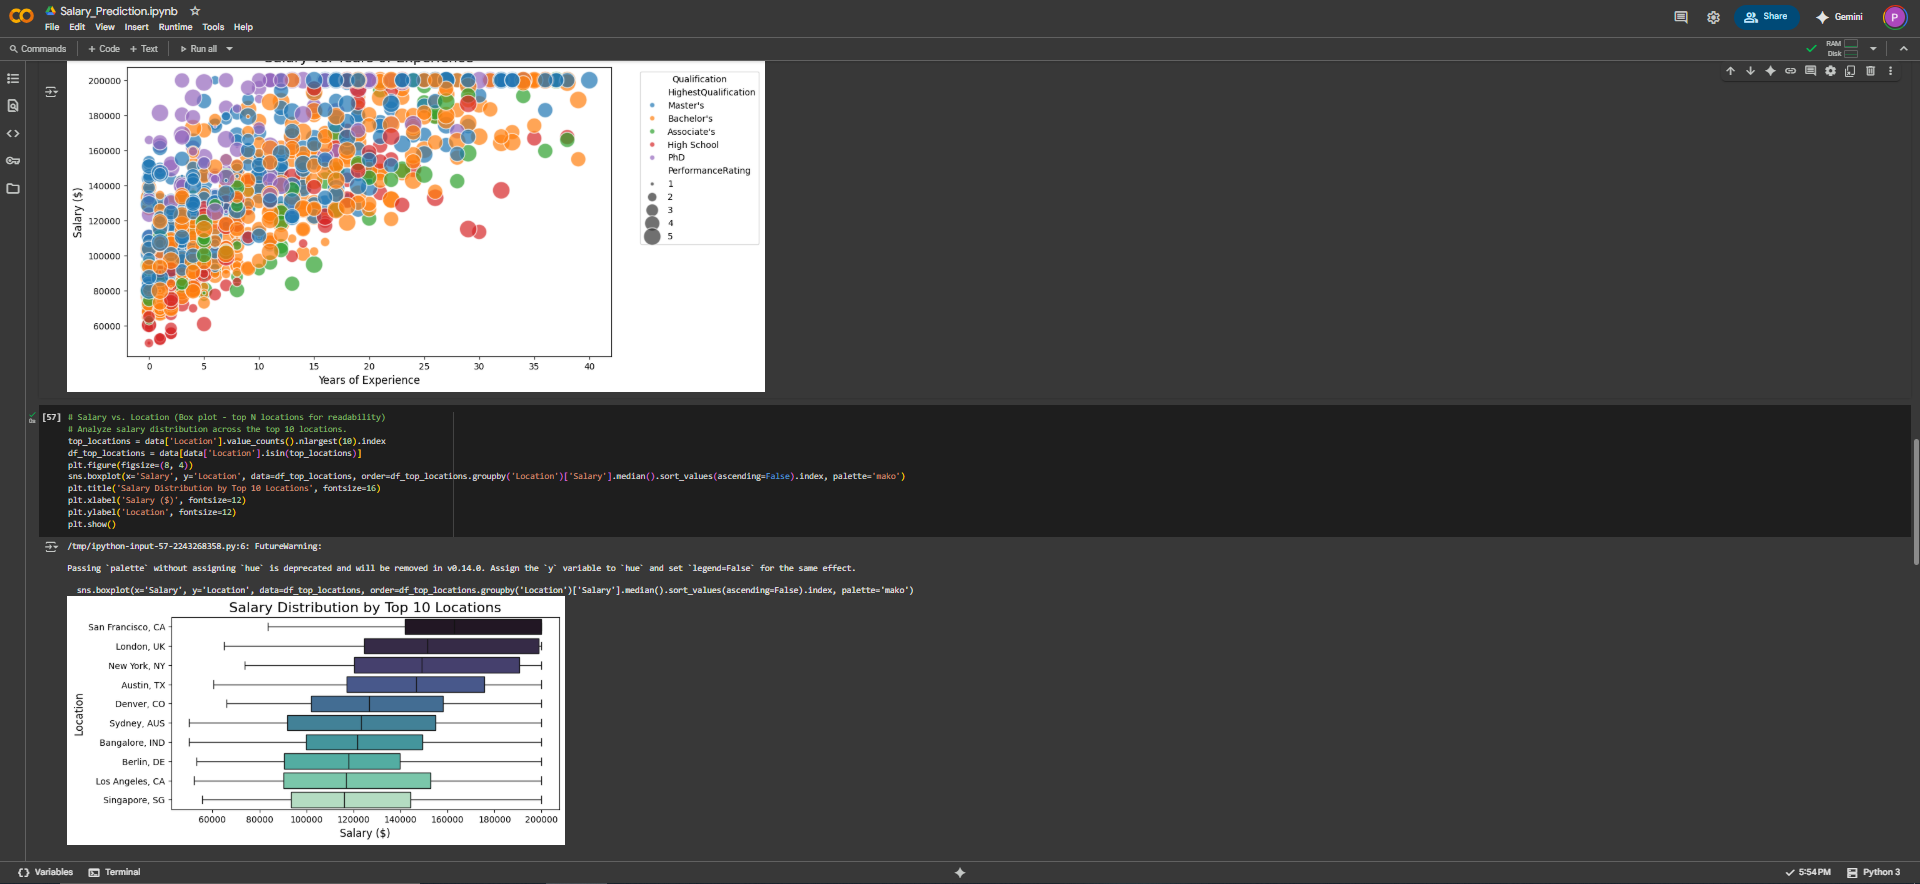 Salary_Prediction.ipynb
File Edit View Insert Runtime Tools Help
Share
Gemini
P
Commands + Code + Text Run all
RAM
Disk
Salary vs. Years of Experience
200000
180000
160000
140000
120000
100000
80000
60000
Salary ($)
0 5 10 15 20 25 30 35 40
Years of Experience
Qualification
HighestQualification
Master's
Bachelor's
Associate's
High School
PhD
PerformanceRating
1
2
3
4
5
[57] # Salary vs. Location (Box plot - top N locations for readability)
0s
# Analyze salary distribution across the top 10 locations.
top_locations = data['Location'].value_counts().nlargest(10).index
df_top_locations = data[data['Location'].isin(top_locations)]
plt.figure(figsize=(8, 4))
sns.boxplot(x='Salary', y='Location', data=df_top_locations, order=df_top_locations.groupby('Location')['Salary'].median().sort_values(ascending=False).index, palette='mako')
plt.title('Salary Distribution by Top 10 Locations', fontsize=16)
plt.xlabel('Salary ($)', fontsize=12)
plt.ylabel('Location', fontsize=12)
plt.show()
/tmp/ipython-input-57-2243268358.py:6: FutureWarning:
Passing `palette` without assigning `hue` is deprecated and will be removed in v0.14.0. Assign the `y` variable to `hue` and set `legend=False` for the same effect.
sns.boxplot(x='Salary', y='Location', data=df_top_locations, order=df_top_locations.groupby('Location')['Salary'].median().sort_values(ascending=False).index, palette='mako')
Salary Distribution by Top 10 Locations
San Francisco, CA
London, UK
New York, NY
Austin, TX
Denver, CO
Sydney, AUS
Bangalore, IND
Berlin, DE
Los Angeles, CA
Singapore, SG
Location
60000 80000 100000 120000 140000 160000 180000 200000
Salary ($)
Variables Terminal
5:54 PM Python 3